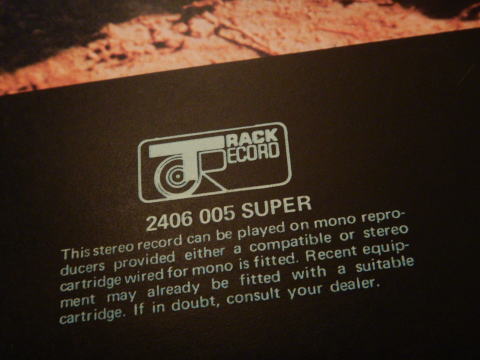 TRACK
RECORD
2406 005 SUPER
This stereo record can be played on mono repro-
ducers provided either a compatible or stereo
cartridge wired for mono is fitted. Recent equip-
ment may already be fitted with a suitable
cartridge. If in doubt, consult your dealer.